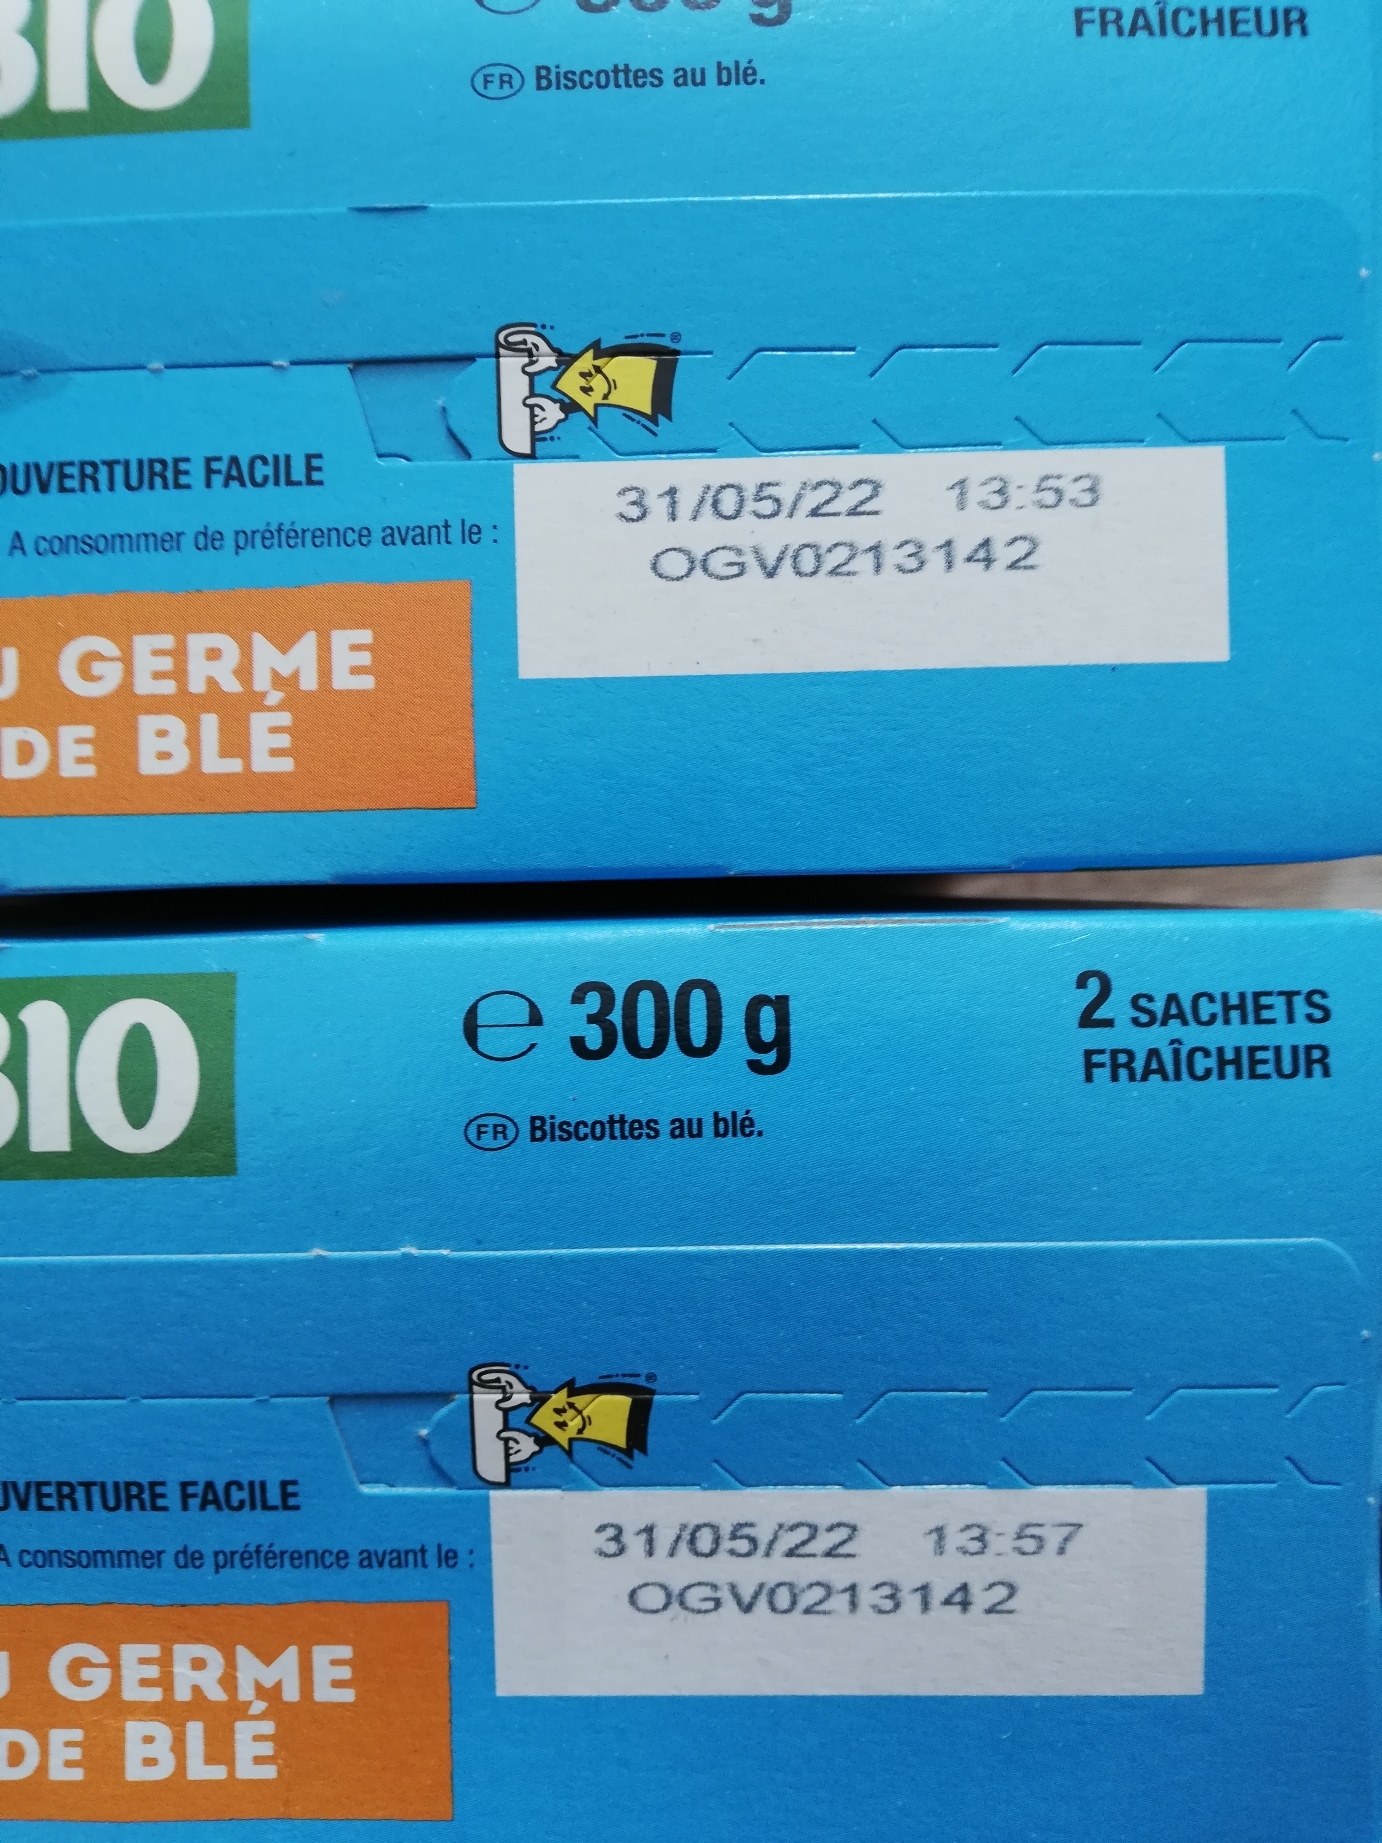 BIO
FRAÎCHEUR
FR Biscottes au blé.
OUVERTURE FACILE
A consommer de préférence avant le :
31/05/22 13:53
OGV0213142
GERME
DE BLÉ
BIO
e 300 g
2 SACHETS
FRAÎCHEUR
FR Biscottes au blé.
UVERTURE FACILE
A consommer de préférence avant le :
31/05/22 13:57
OGV0213142
GERME
DE BLÉ